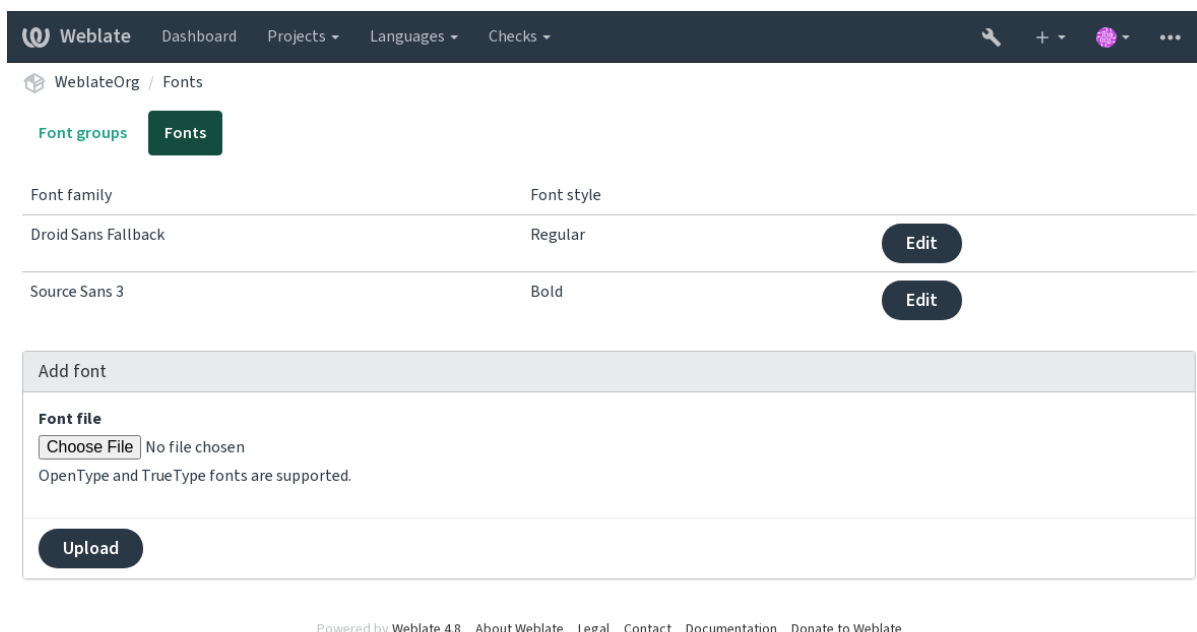 Weblate Dashboard Projects Languages Checks
WeblateOrg / Fonts
Font groups Fonts
Font family Font style
Droid Sans Fallback Regular Edit
Source Sans 3 Bold Edit
Add font
Font file
Choose File No file chosen
OpenType and TrueType fonts are supported.
Upload
Powered by Weblate 4.8 About Weblate Legal Contact Documentation Donate to Weblate